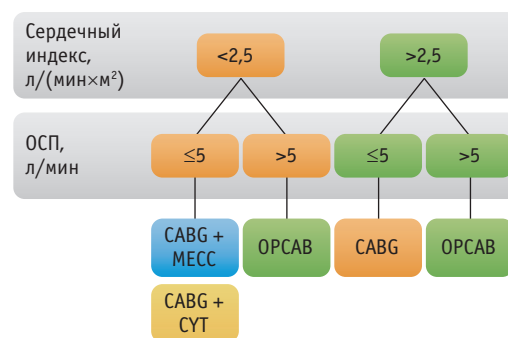 Сердечный
индекс,
л/(мин×м²)
<2,5
>2,5
ОСП,
л/мин
≤5
>5
≤5
>5
CABG +
MECC
OPCAB
CABG
OPCAB
CABG +
CYT